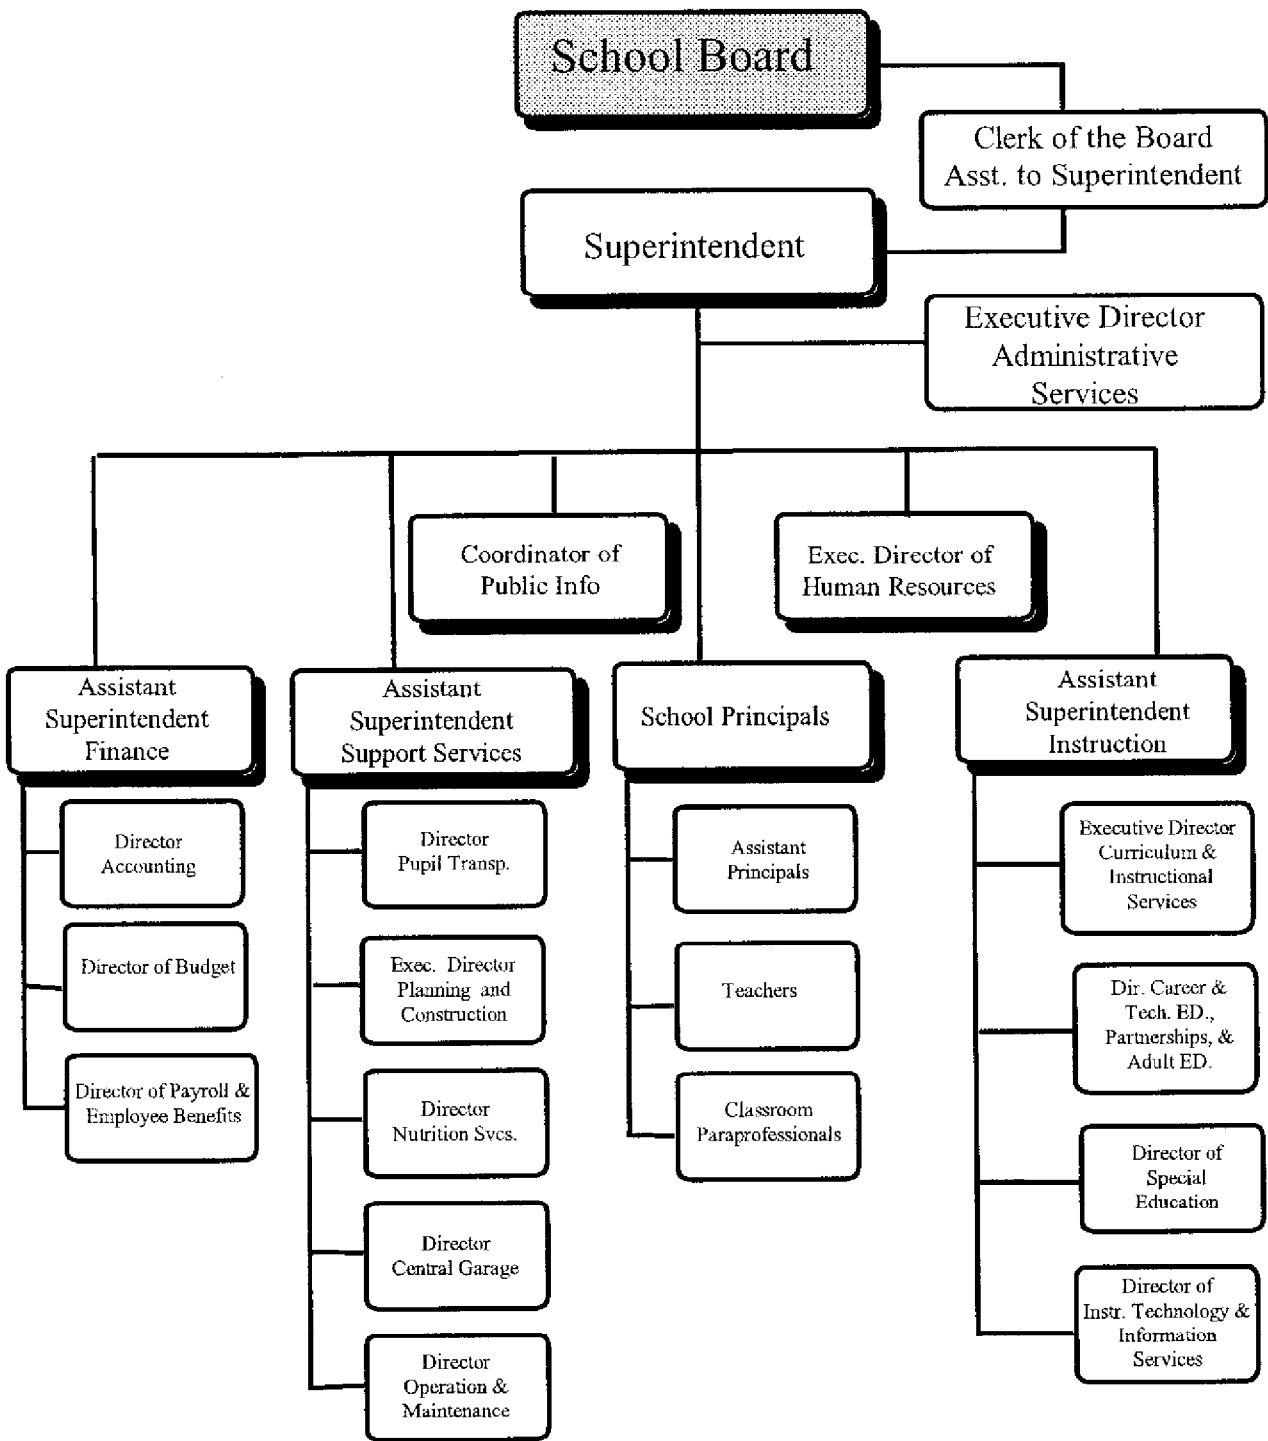 School Board
Clerk of the Board
Asst. to Superintendent
Superintendent
Executive Director
Administrative
Services
Coordinator of
Public Info
Exec. Director of
Human Resources
Assistant
Superintendent
Finance
Assistant
Superintendent
Support Services
School Principals
Assistant
Superintendent
Instruction
Director
Accounting
Director of Budget
Director of Payroll &
Employee Benefits
Director
Pupil Transp.
Exec. Director
Planning and
Construction
Director
Nutrition Svcs.
Director
Central Garage
Director
Operation &
Maintenance
Assistant
Principals
Teachers
Classroom
Paraprofessionals
Executive Director
Curriculum &
Instructional
Services
Dir. Career &
Tech. ED.,
Partnerships, &
Adult ED.
Director of
Special
Education
Director of
Instr. Technology &
Information
Services